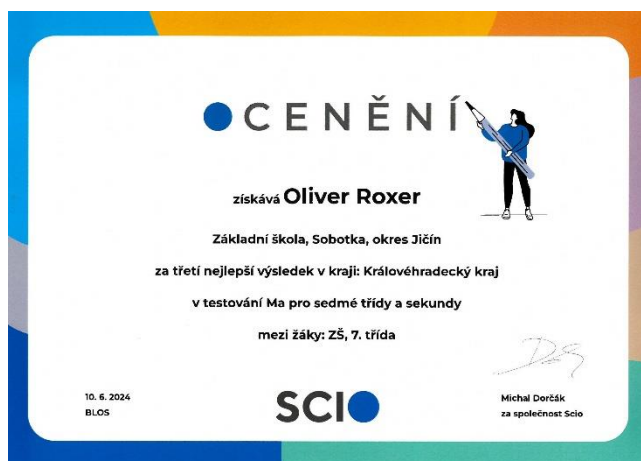 OCENĚNÍ
získává Oliver Roxer
Základní škola, Sobotka, okres Jičín
za třetí nejlepší výsledek v kraji: Královéhradecký kraj
v testování Ma pro sedmé třídy a sekundy
mezi žáky: ZŠ, 7. třída
10. 6. 2024
BLOS
SCIO
Michal Dorčák
za společnost Scio